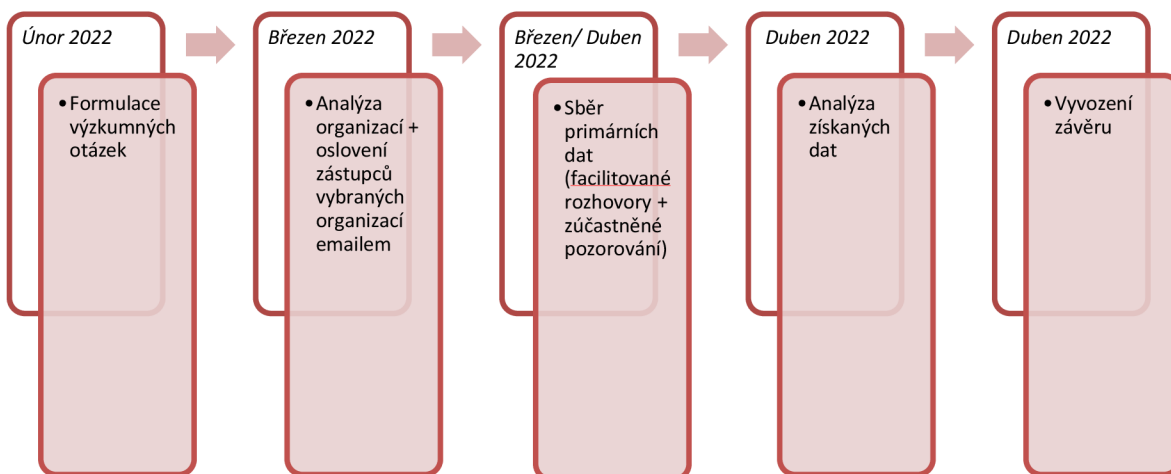 Únor 2022
• Formulace
výzkumných
otázek
Březen 2022
• Analýza
organizací +
oslovení
zástupců
vybraných
organizací
emailem
Březen/ Duben
2022
• Sběr
primárních
dat
(facilitované
rozhovory +
zúčastněné
pozorování)
Duben 2022
• Analýza
získaných
dat
Duben 2022
• Vyvození
závěru